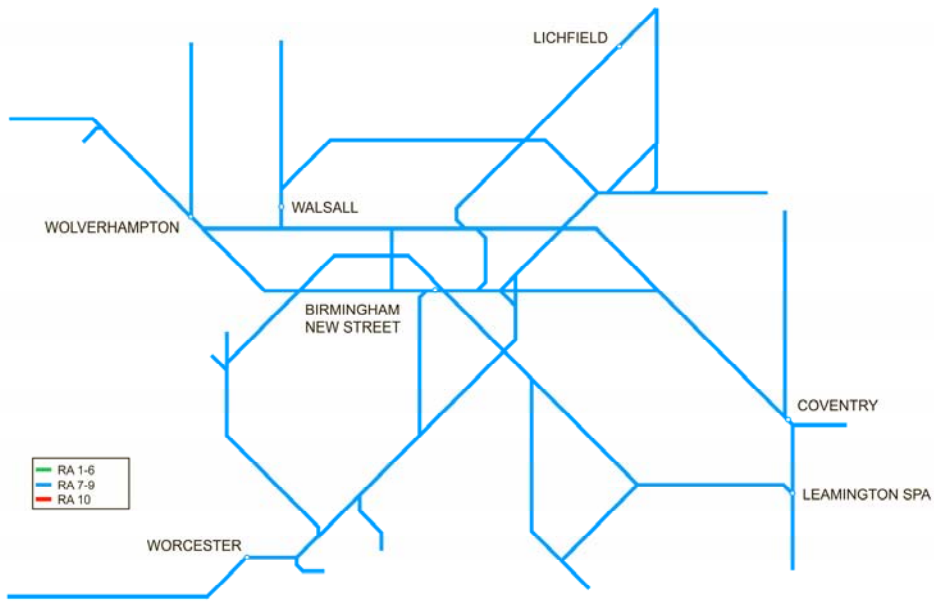 LICHFIELD
WALSALL
WOLVERHAMPTON
BIRMINGHAM
NEW STREET
COVENTRY
RA 1-6
RA 7-9
RA 10
LEAMINGTON SPA
WORCESTER